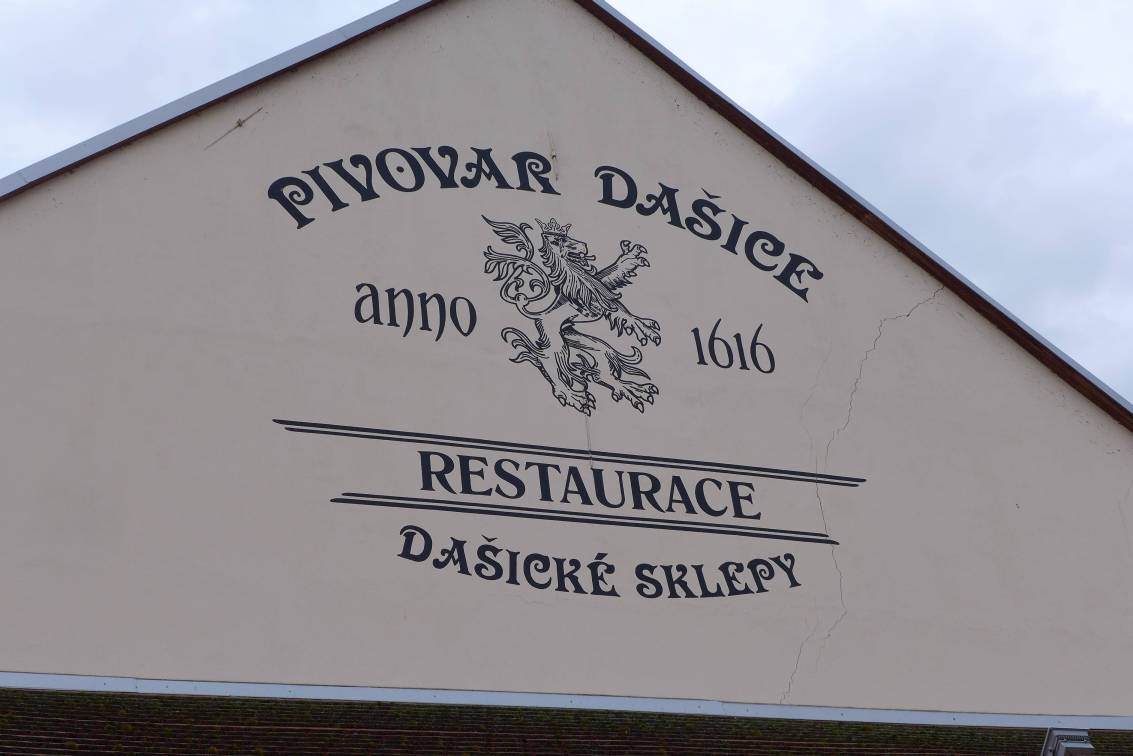 PIVOVAR DAŠICE
anno 1616
RESTAURACE
DAŠICKÉ SKLEPY